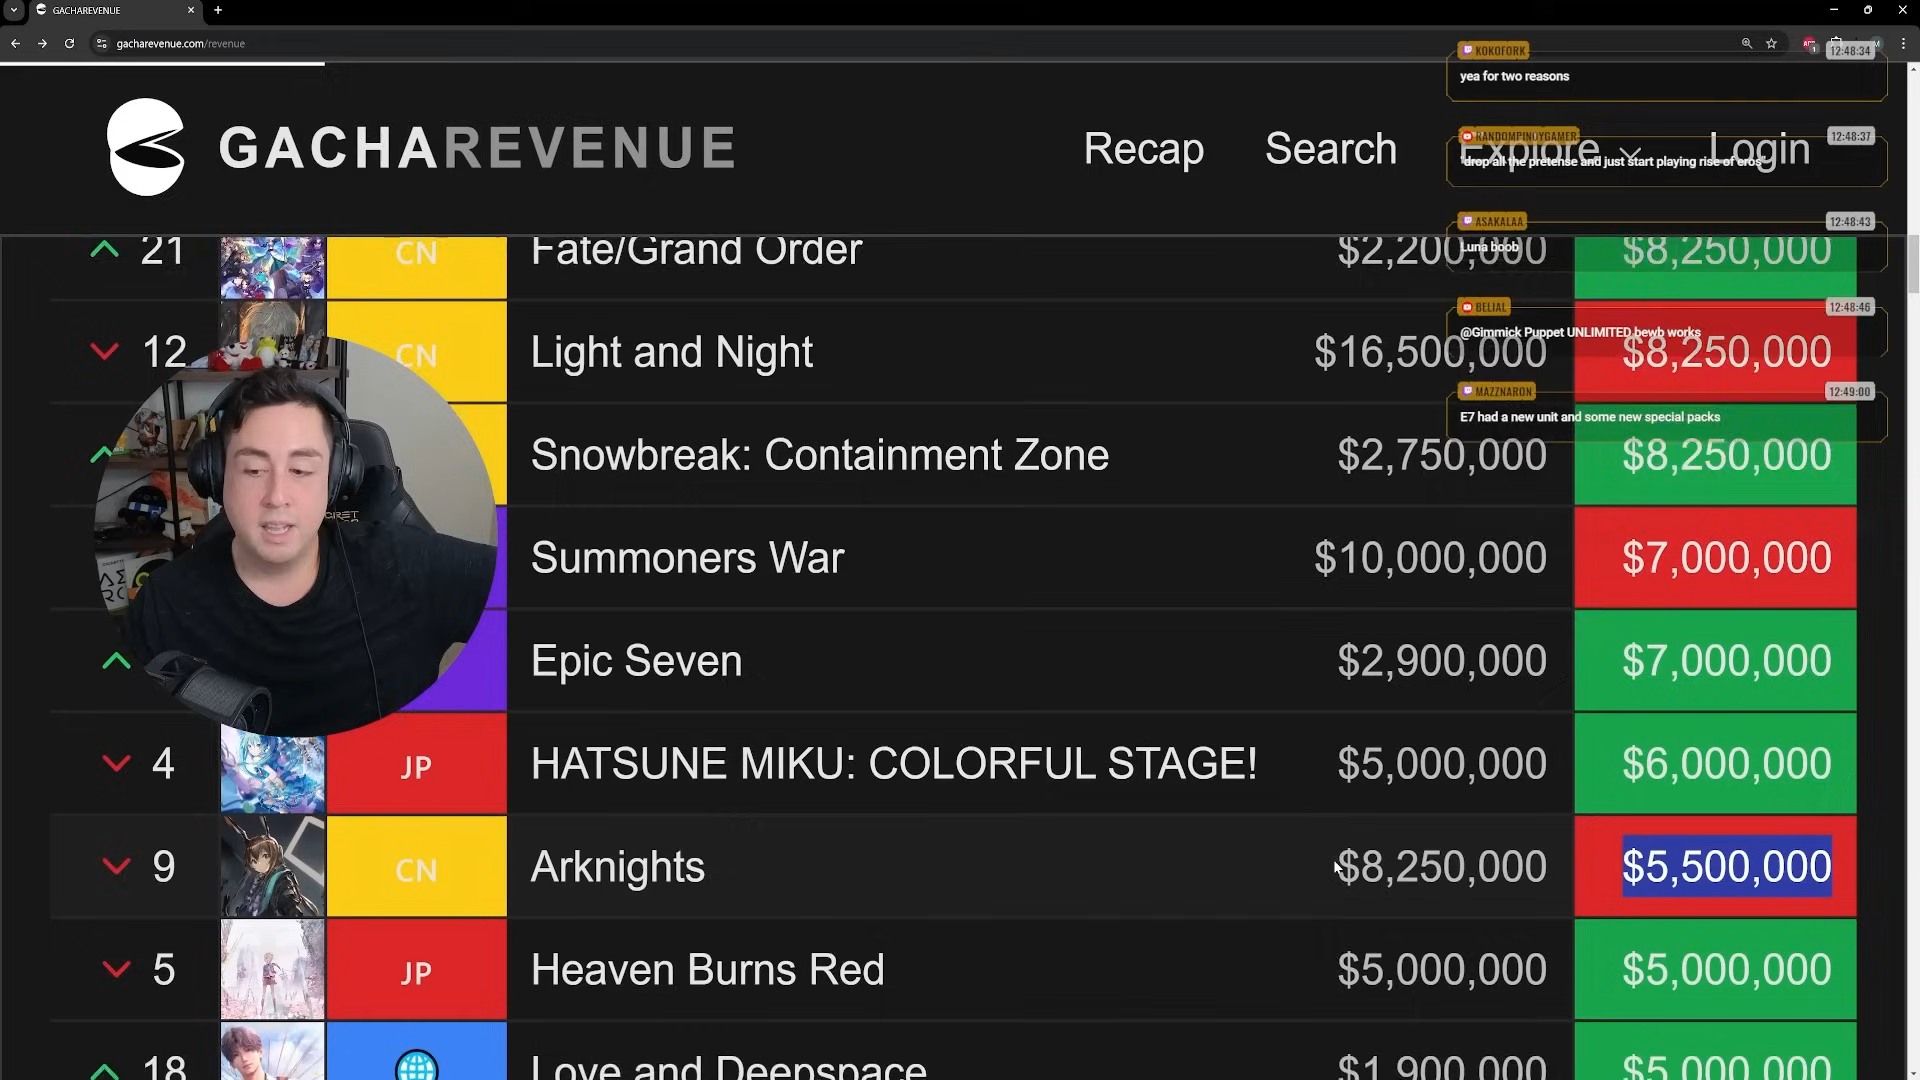 GACHAREVENUE
gacharevenue.com/revenue
GACHAREVENUE
Recap Search Explore Login
KOKOFORK 12:48:34
yea for two reasons
RANDOMPINOYGAMER 12:48:37
"drop all the pretense and just start playing rise of eros"
ASAKALAA 12:48:43
Luna boob
BELIAL 12:48:46
@Gimmick Puppet UNLIMITED bewb works
MAZZNARON 12:49:00
E7 had a new unit and some new special packs
21 CN Fate/Grand Order $2,200,000 $8,250,000
12 CN Light and Night $16,500,000 $8,250,000
Snowbreak: Containment Zone $2,750,000 $8,250,000
Summoners War $10,000,000 $7,000,000
Epic Seven $2,900,000 $7,000,000
4 JP HATSUNE MIKU: COLORFUL STAGE! $5,000,000 $6,000,000
9 CN Arknights $8,250,000 $5,500,000
5 JP Heaven Burns Red $5,000,000 $5,000,000
18 Love and Deepspace $1,900,000 $5,000,000